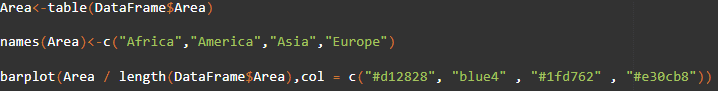 Area<-table(DataFrame$Area)
names(Area)<-c("Africa","America","Asia","Europe")
barplot(Area / length(DataFrame$Area),col = c("#d12828", "blue4" , "#1fd762" , "#e30cb8"))